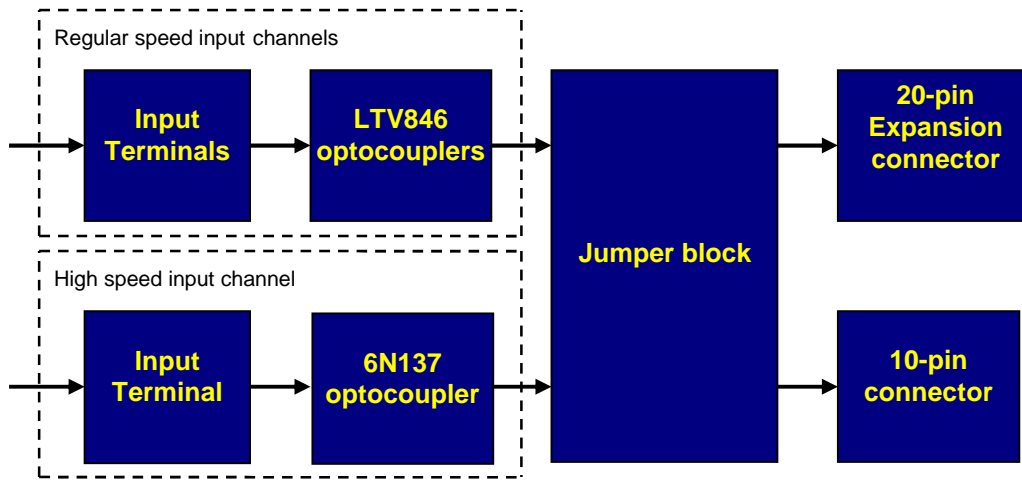 Regular speed input channels
Input
Terminals
LTV846
optocouplers
High speed input channel
Input
Terminal
6N137
optocoupler
Jumper block
20-pin
Expansion
connector
10-pin
connector